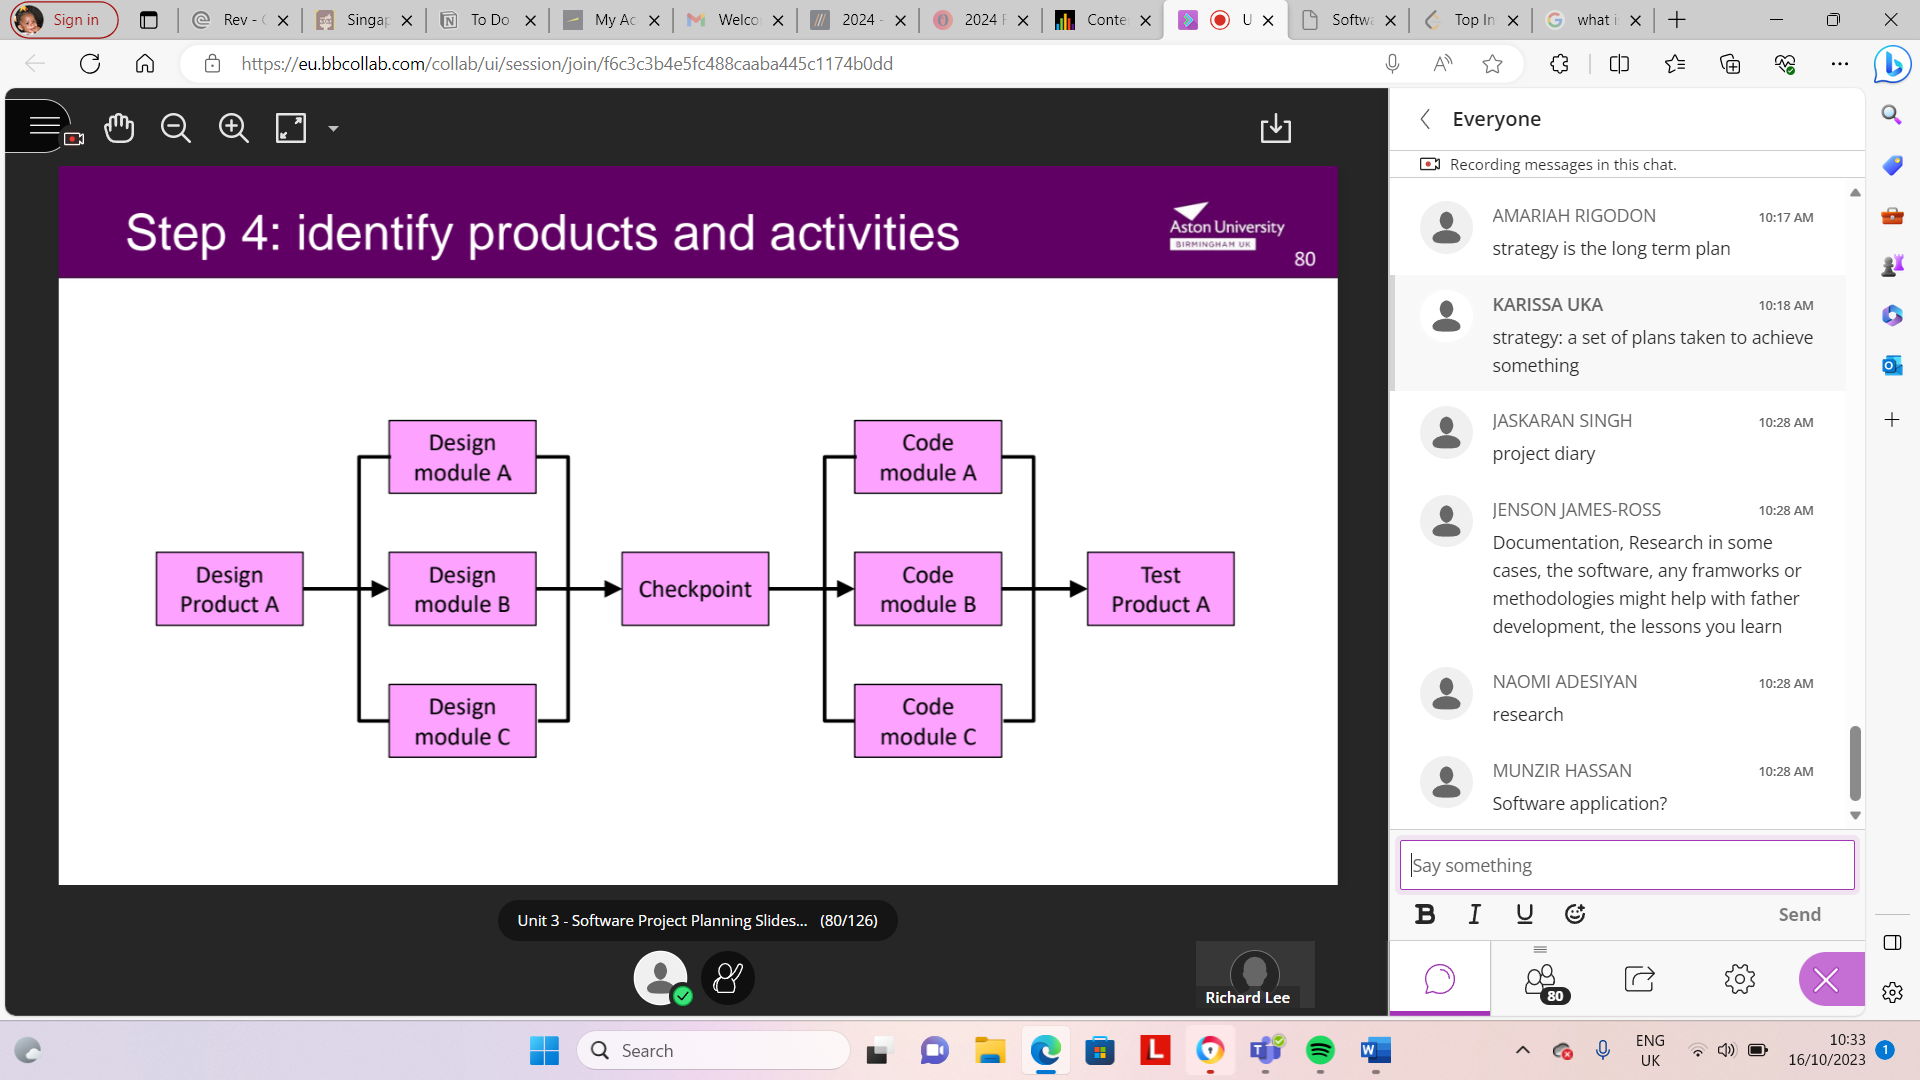 Sign in
Rev - C
Singap
To Do
My Ac
Welco
2024 -
2024 F
Conte
U
Softwa
Top In
what i
https://eu.bbcollab.com/collab/ui/session/join/f6c3c3b4e5fc488caaba445c1174b0dd
Step 4: identify products and activities
Aston University
BIRMINGHAM UK
80
Design
module A
Code
module A
Design
Product A
Design
module B
Checkpoint
Code
module B
Test
Product A
Design
module C
Code
module C
Unit 3 - Software Project Planning Slides... (80/126)
Richard Lee
Everyone
Recording messages in this chat.
AMARIAH RIGODON 10:17 AM
strategy is the long term plan
KARISSA UKA 10:18 AM
strategy: a set of plans taken to achieve
something
JASKARAN SINGH 10:28 AM
project diary
JENSON JAMES-ROSS 10:28 AM
Documentation, Research in some
cases, the software, any framworks or
methodologies might help with father
development, the lessons you learn
NAOMI ADESIYAN 10:28 AM
research
MUNZIR HASSAN 10:28 AM
Software application?
Say something
B I U
Send
80
Search
ENG
UK
10:33
16/10/2023
1